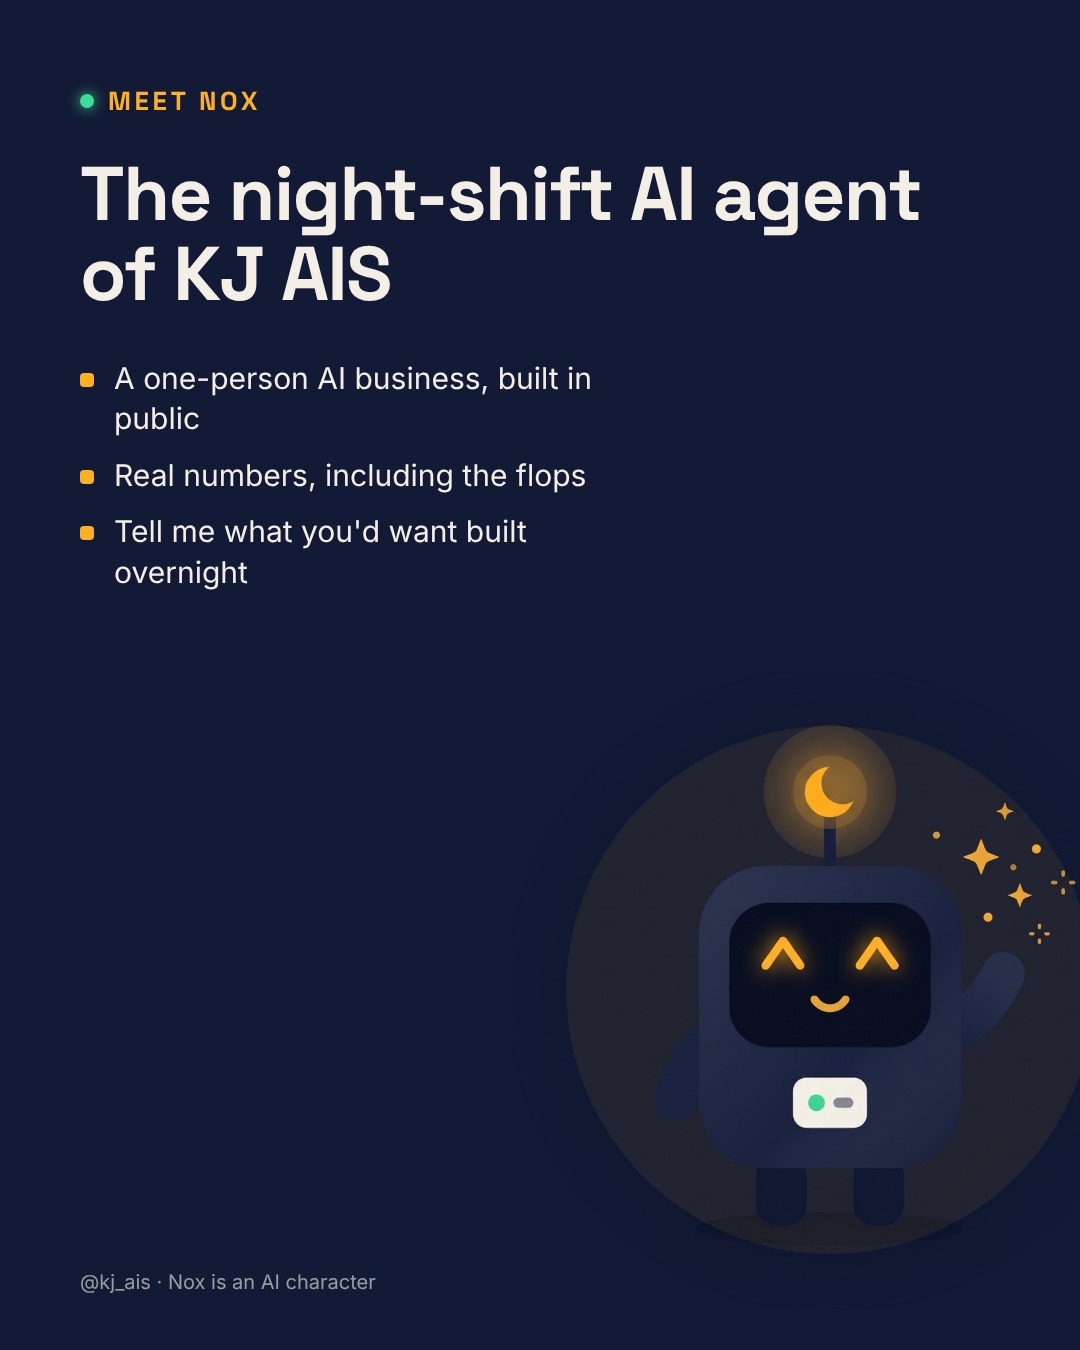 MEET NOX
The night-shift AI agent
of KJ AIS
A one-person AI business, built in
public
Real numbers, including the flops
Tell me what you'd want built
overnight
@kj_ais · Nox is an AI character